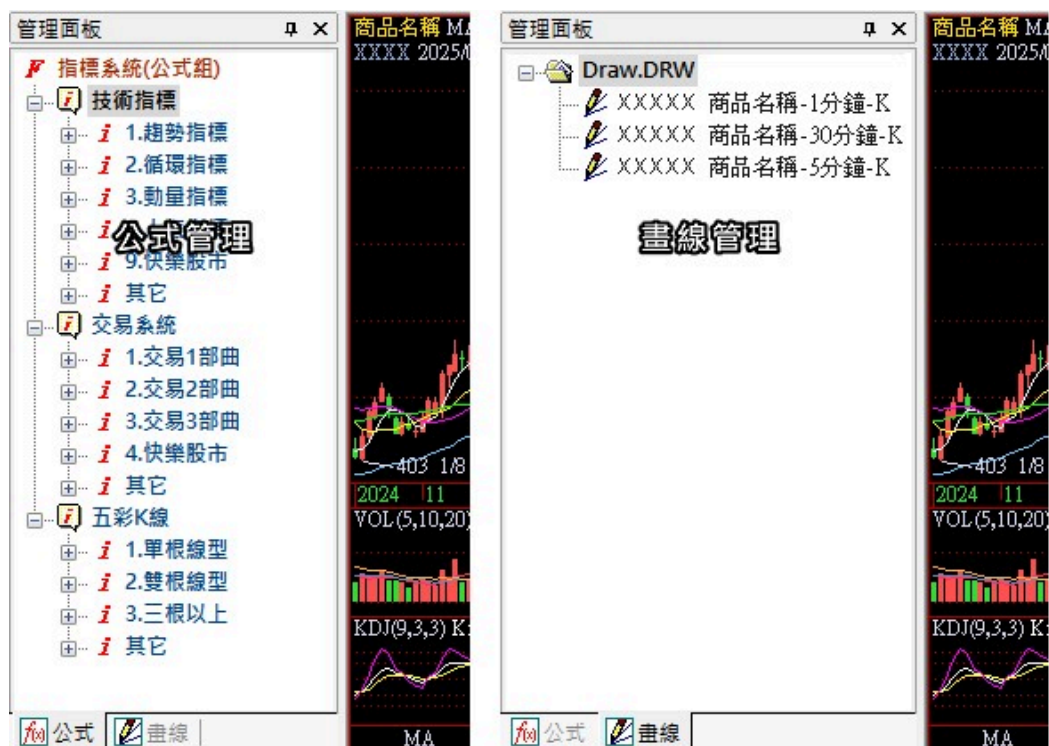 管理面板
商品名稱 MA
XXXX 2025/0
指標系統(公式組)
技術指標
1.趨勢指標
2.循環指標
3.動量指標
公式管理
9.快樂股市
其它
交易系統
1.交易1部曲
2.交易2部曲
3.交易3部曲
4.快樂股市
其它
五彩K線
1.單根線型
2.雙根線型
3.三根以上
其它
403 1/8
2024 11
VOL(5,10,20)
KDJ(9,3,3) K:
MA
f(x) 公式 畫線
管理面板
商品名稱 MA
XXXX 2025/0
Draw.DRW
XXXXX 商品名稱-1分鐘-K
XXXXX 商品名稱-30分鐘-K
XXXXX 商品名稱-5分鐘-K
畫線管理
403 1/8
2024 11
VOL(5,10,20)
KDJ(9,3,3) K:
MA
f(x) 公式 畫線